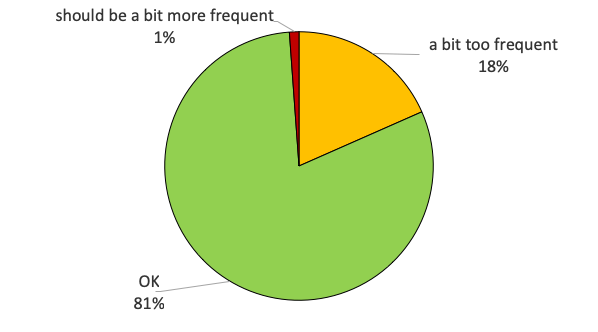 should be a bit more frequent
1%
a bit too frequent
18%
OK
81%